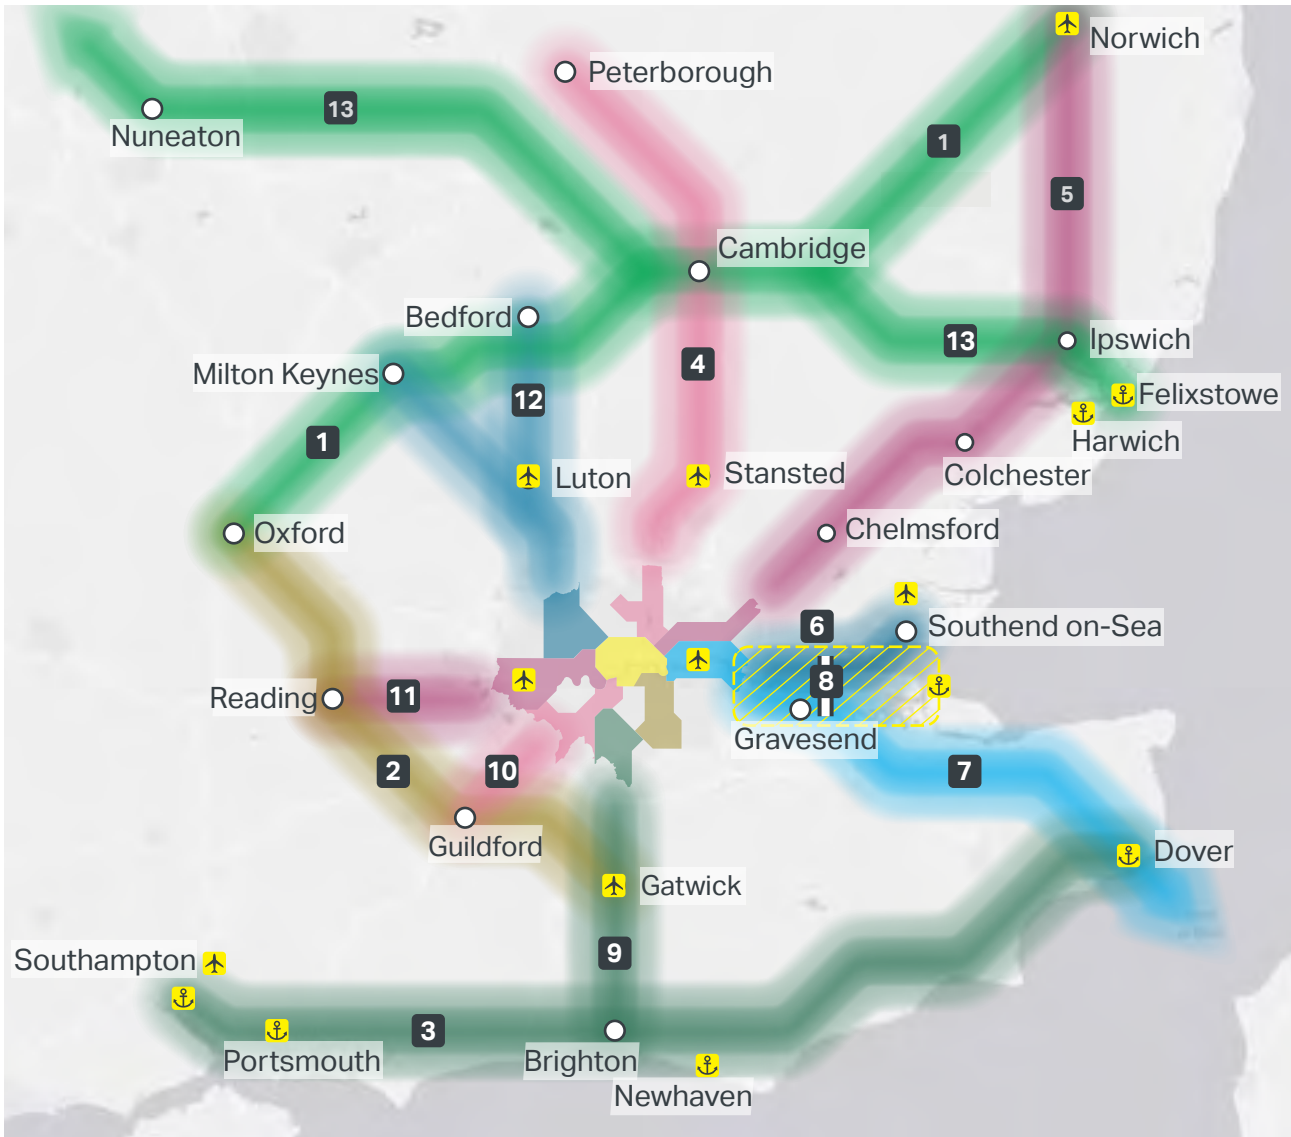 Norwich
Peterborough
13
Nuneaton
1
5
Cambridge
Bedford
13
Ipswich
4
Milton Keynes
12
Felixstowe
1
Harwich
Luton
Stansted
Colchester
Oxford
Chelmsford
6
Southend on-Sea
8
Reading
11
Gravesend
2
10
7
Guildford
Dover
Gatwick
9
Southampton
3
Portsmouth
Brighton
Newhaven